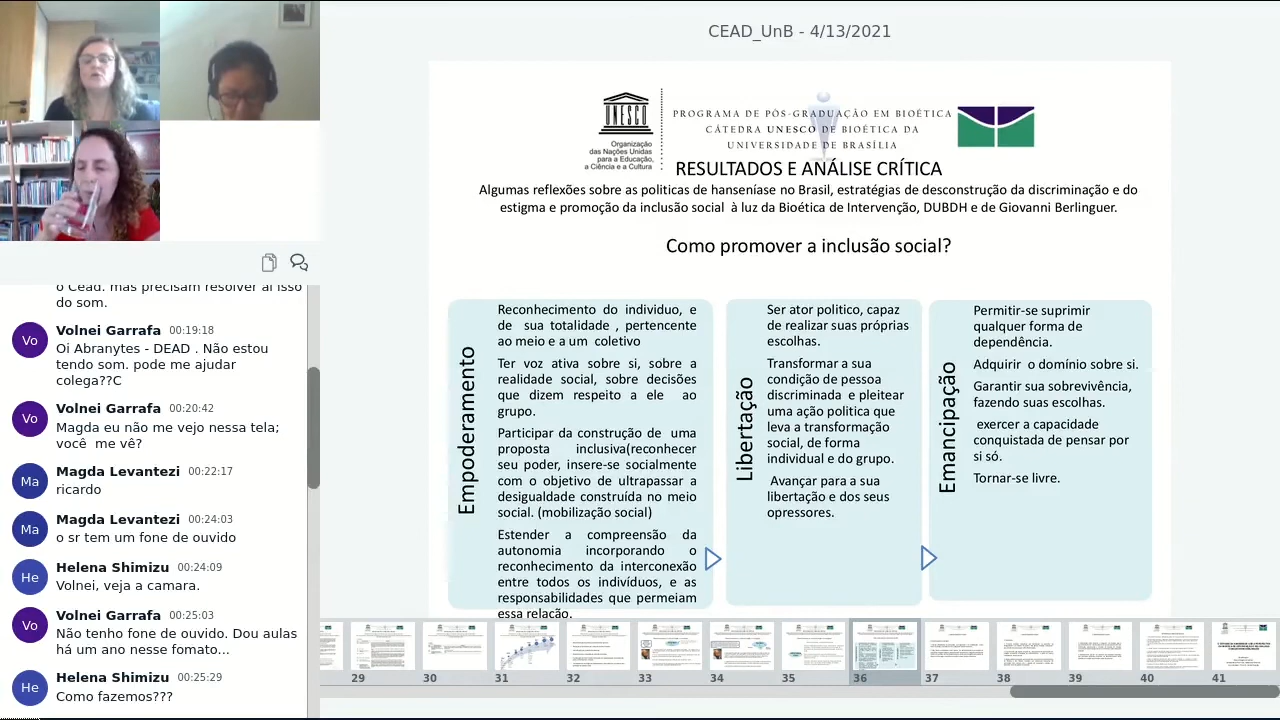 CEAD_UnB - 4/13/2021
UNESCO
Organização
das Nações Unidas
para a Educação,
a Ciência e a Cultura
PROGRAMA DE PÓS-GRADUAÇÃO EM BIOÉTICA
CÁTEDRA UNESCO DE BIOÉTICA DA
UNIVERSIDADE DE BRASÍLIA
RESULTADOS E ANÁLISE CRÍTICA
Algumas reflexões sobre as politicas de hanseníase no Brasil, estratégias de desconstrução da discriminação e do
estigma e promoção da inclusão social à luz da Bioética de Intervenção, DUBDH e de Giovanni Berlinguer.
Como promover a inclusão social?
Empoderamento
Reconhecimento do individuo, e
de sua totalidade , pertencente
ao meio e a um coletivo
Ter voz ativa sobre si, sobre a
realidade social, sobre decisões
que dizem respeito a ele ao
grupo.
Participar da construção de uma
proposta inclusiva(reconhecer
seu poder, insere-se socialmente
com o objetivo de ultrapassar a
desigualdade construída no meio
social. (mobilização social)
Estender a compreensão da
autonomia incorporando o
reconhecimento da interconexão
entre todos os indivíduos, e as
responsabilidades que permeiam
essa relação.
Libertação
Ser ator politico, capaz
de realizar suas próprias
escolhas.
Transformar a sua
condição de pessoa
discriminada e pleitear
uma ação politica que
leva a transformação
social, de forma
individual e do grupo.
Avançar para a sua
libertação e dos seus
opressores.
Emancipação
Permitir-se suprimir
qualquer forma de
dependência.
Adquirir o domínio sobre si.
Garantir sua sobrevivência,
fazendo suas escolhas.
exercer a capacidade
conquistada de pensar por
si só.
Tornar-se livre.
o Cead. mas precisam resolver aí isso
do som.
Vo
Volnei Garrafa 00:19:18
Oi Abranytes - DEAD . Não estou
tendo som. pode me ajudar
colega??C
Vo
Volnei Garrafa 00:20:42
Magda eu não me vejo nessa tela;
você me vê?
Ma
Magda Levantezi 00:22:17
ricardo
Ma
Magda Levantezi 00:24:03
o sr tem um fone de ouvido
He
Helena Shimizu 00:24:09
Volnei, veja a camara.
Vo
Volnei Garrafa 00:25:03
Não tenho fone de ouvido. Dou aulas
há um ano nesse fomato...
He
Helena Shimizu 00:25:29
Como fazemos???
29 30 31 32 33 34 35 36 37 38 39 40 41